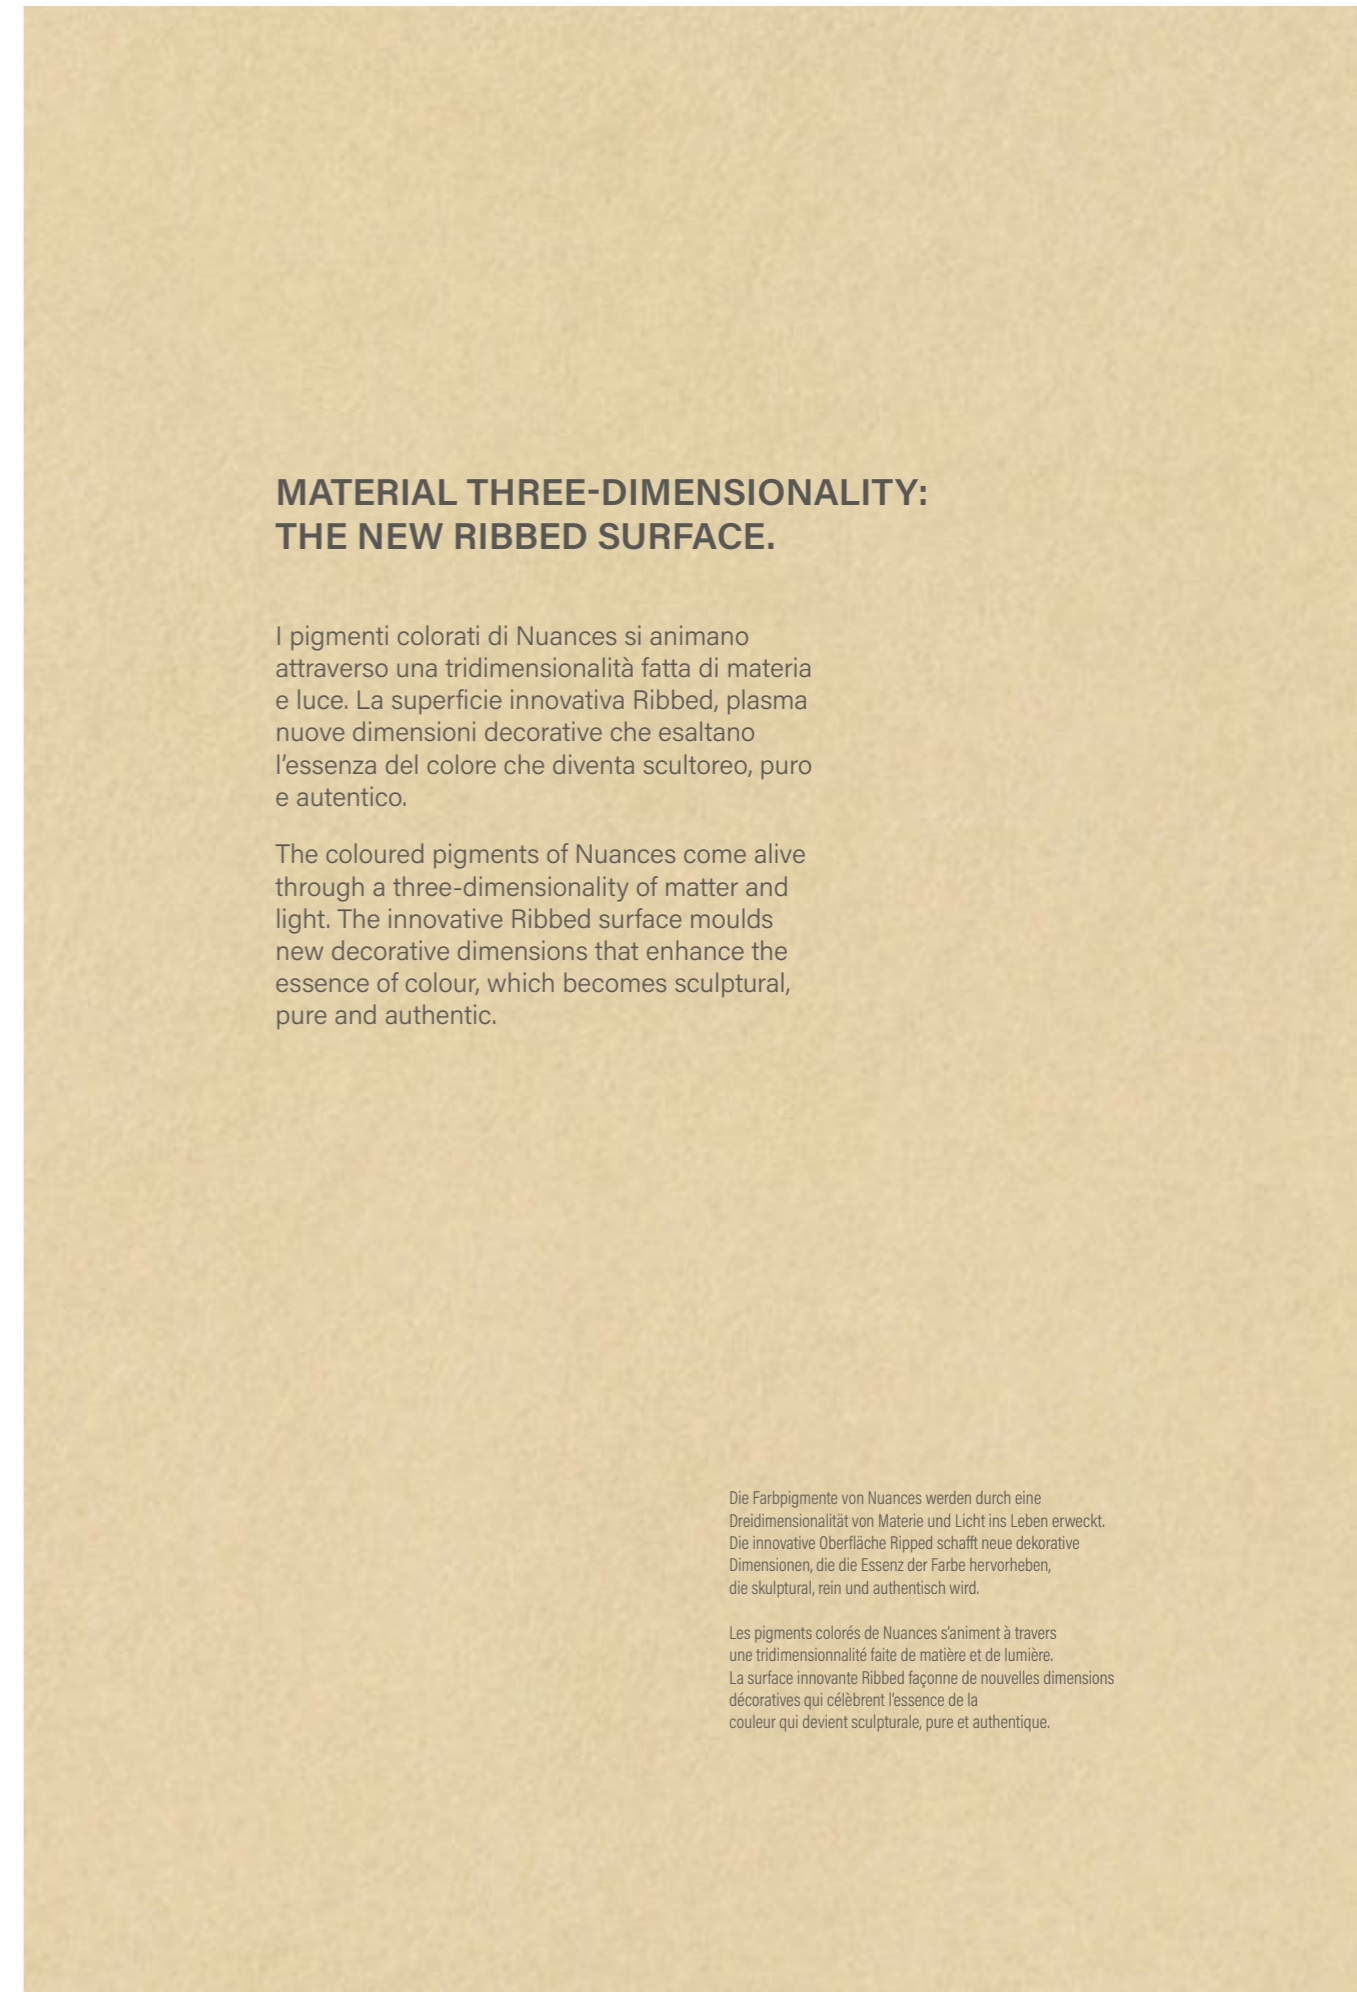 MATERIAL THREE-DIMENSIONALITY:
THE NEW RIBBED SURFACE.
I pigmenti colorati di Nuances si animano
attraverso una tridimensionalità fatta di materia
e luce. La superficie innovativa Ribbed, plasma
nuove dimensioni decorative che esaltano
l’essenza del colore che diventa scultoreo, puro
e autentico.
The coloured pigments of Nuances come alive
through a three-dimensionality of matter and
light. The innovative Ribbed surface moulds
new decorative dimensions that enhance the
essence of colour, which becomes sculptural,
pure and authentic.
Die Farbpigmente von Nuances werden durch eine
Dreidimensionalität von Materie und Licht ins Leben erweckt.
Die innovative Oberfläche Ripped schafft neue dekorative
Dimensionen, die die Essenz der Farbe hervorheben,
die skulptural, rein und authentisch wird.
Les pigments colorés de Nuances s’animent à travers
une tridimensionnalité faite de matière et de lumière.
La surface innovante Ribbed façonne de nouvelles dimensions
décoratives qui célèbrent l’essence de la
couleur qui devient sculpturale, pure et authentique.